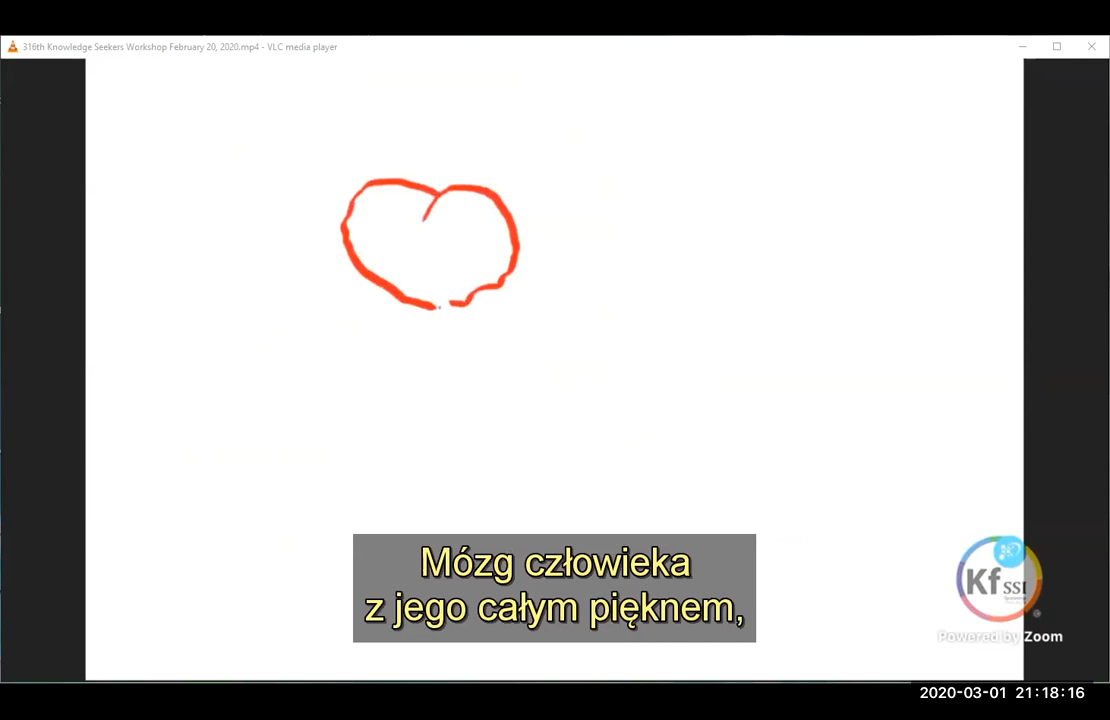 316th Knowledge Seekers Workshop February 20, 2020.mp4 - VLC media player
Mózg człowieka
z jego całym pięknem,
Kf SSI
Powered by Zoom
2020-03-01 21:18:16